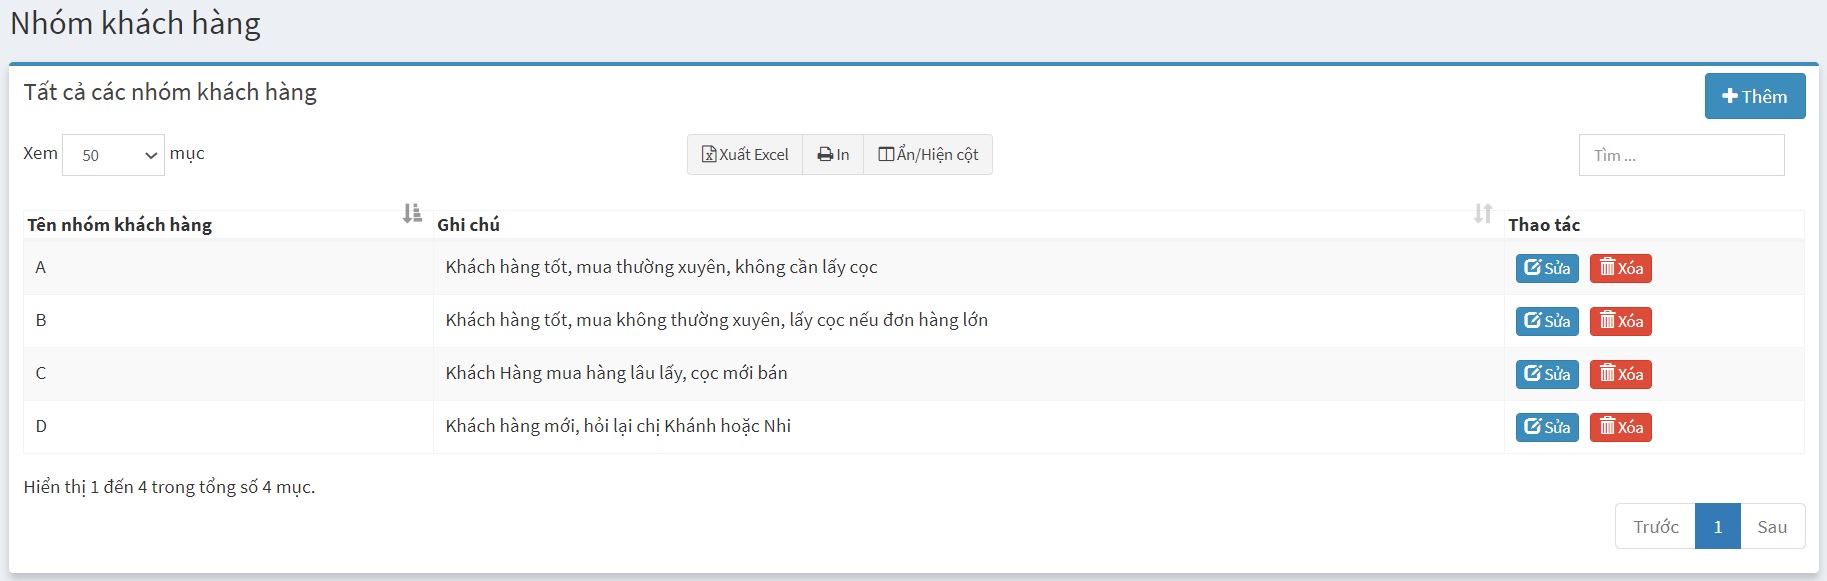 Nhóm khách hàng
Tất cả các nhóm khách hàng
Thêm
Xem 50 mục
Xuất Excel In Ẩn/Hiện cột
Tìm ...
Tên nhóm khách hàng Ghi chú Thao tác
A Khách hàng tốt, mua thường xuyên, không cần lấy cọc Sửa Xóa
B Khách hàng tốt, mua không thường xuyên, lấy cọc nếu đơn hàng lớn Sửa Xóa
C Khách Hàng mua hàng lâu lấy, cọc mới bán Sửa Xóa
D Khách hàng mới, hỏi lại chị Khánh hoặc Nhi Sửa Xóa
Hiển thị 1 đến 4 trong tổng số 4 mục.
Trước 1 Sau